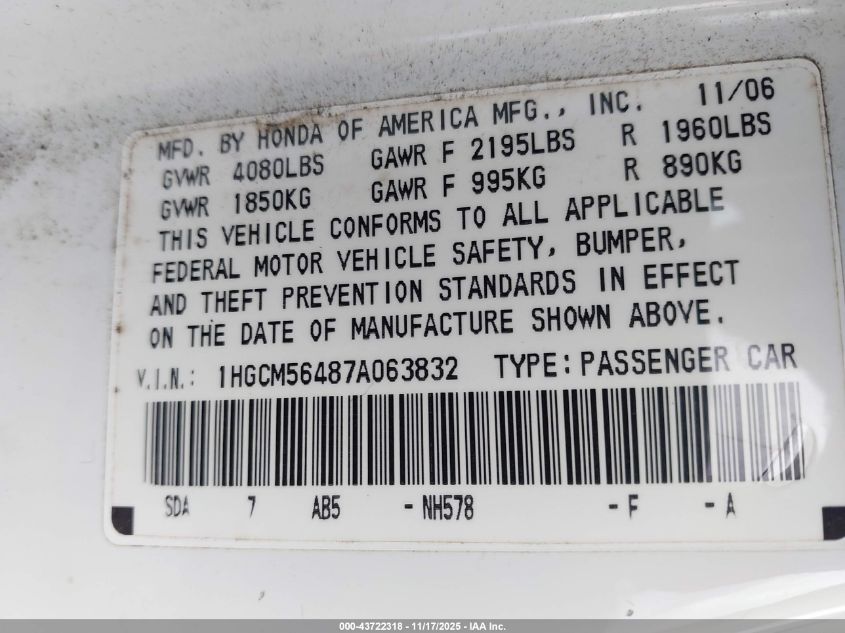 MFD. BY HONDA OF AMERICA MFG., INC. 11/06
GVWR 4080LBS GAWR F 2195LBS R 1960LBS
GVWR 1850KG GAWR F 995KG R 890KG
THIS VEHICLE CONFORMS TO ALL APPLICABLE
FEDERAL MOTOR VEHICLE SAFETY, BUMPER,
AND THEFT PREVENTION STANDARDS IN EFFECT
ON THE DATE OF MANUFACTURE SHOWN ABOVE.
V.I.N.: 1HGCM56487A063832 TYPE: PASSENGER CAR
SDA 7 AB5 -NH578 -F -A
000-43722318 - 11/17/2025 - IAA Inc.